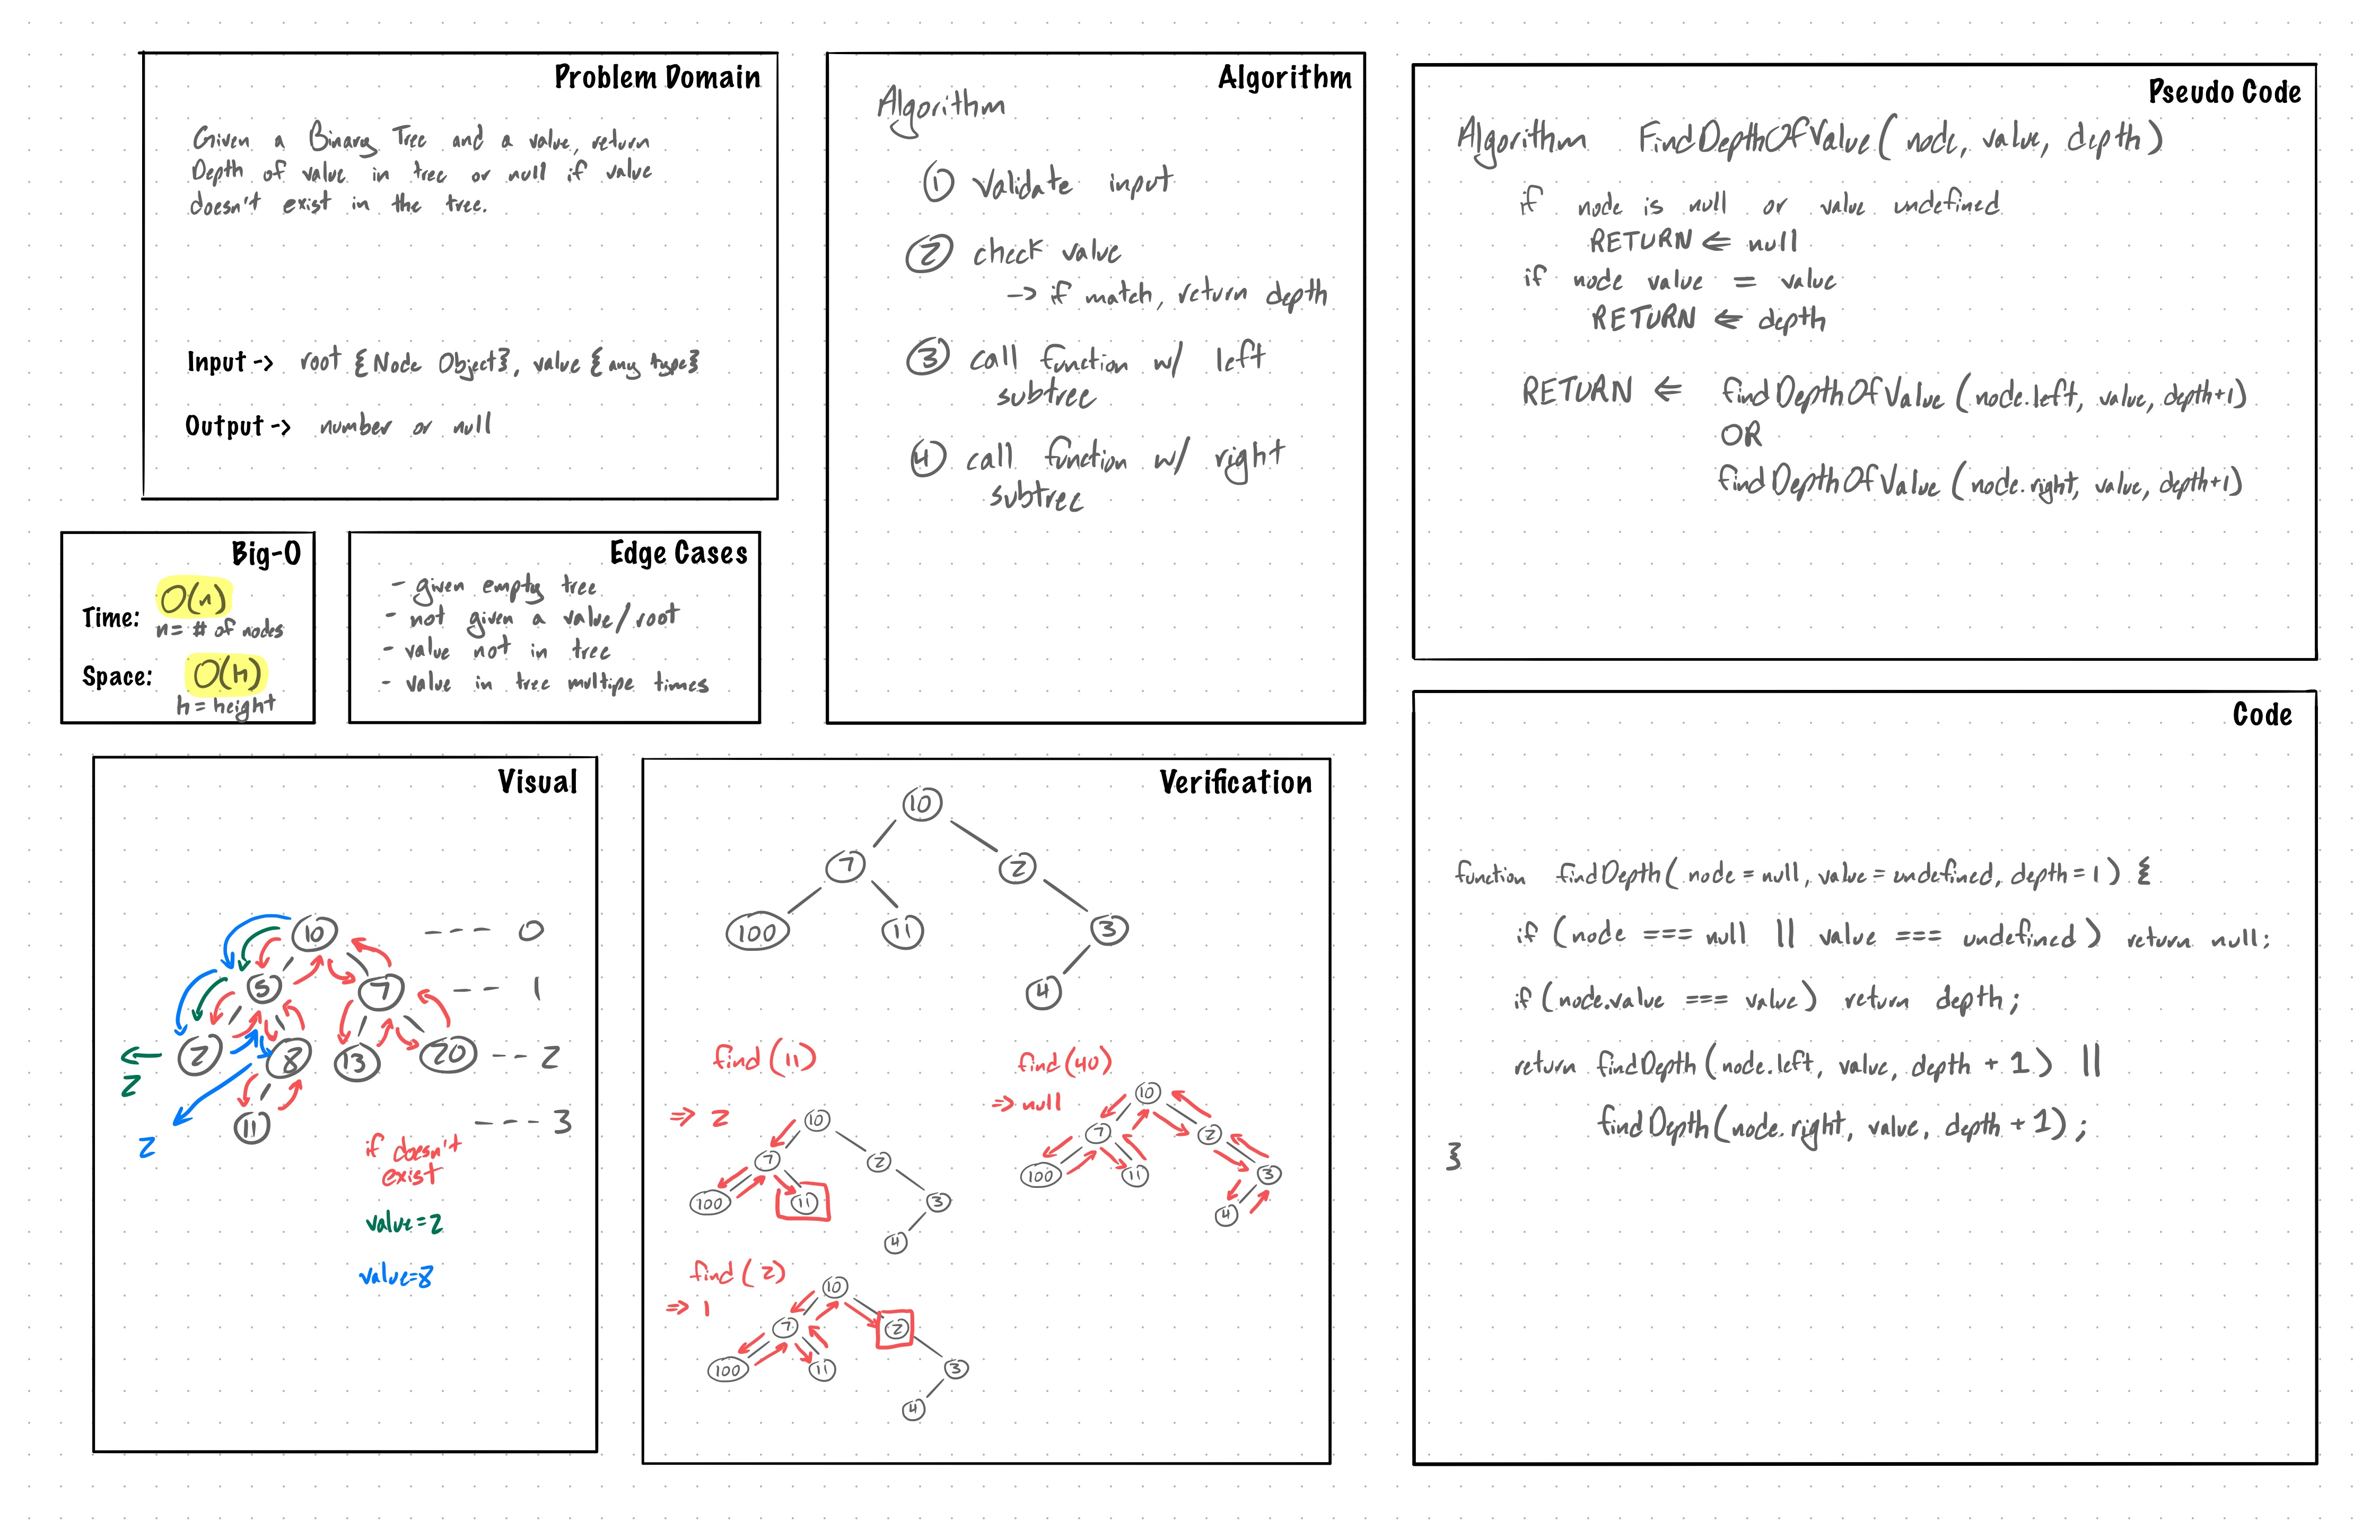 Problem Domain
Given a Binary Tree and a value, return
Depth of value in tree or null if value
doesn't exist in the tree.
Input -> root {Node Object}, value {any type}
Output -> number or null
Algorithm
Algorithm
1 Validate input
2 check value
-> if match, return depth
3 call function w/ left
subtree
4 call function w/ right
subtree
Pseudo Code
Algorithm FindDepthOfValue(node, value, depth)
if node is null or value undefined
RETURN ⇐ null
if node value = value
RETURN ⇐ depth
RETURN ⇐ findDepthOfValue(node.left, value, depth+1)
OR
findDepthOfValue(node.right, value, depth+1)
Big-O
Time: O(n)
n = # of nodes
Space: O(h)
h = height
Edge Cases
- given empty tree
- not given a value/root
- value not in tree
- value in tree multipe times
Visual
10 --- 0
5 7 -- 1
2 8 13 20 -- 2
2
11 --- 3
2
if doesn't
exist
value=2
value=8
Verification
10
7 2
100 11 3
4
find(11)
=> 2
10
7 2
100 11 3
4
find(40)
=> null
10
7 2
100 11 3
4
find(2)
=> 1
10
7 2
100 11 3
4
Code
function findDepth(node = null, value = undefined, depth = 1) {
if (node === null || value === undefined) return null;
if (node.value === value) return depth;
return findDepth(node.left, value, depth + 1) ||
findDepth(node.right, value, depth + 1);
}